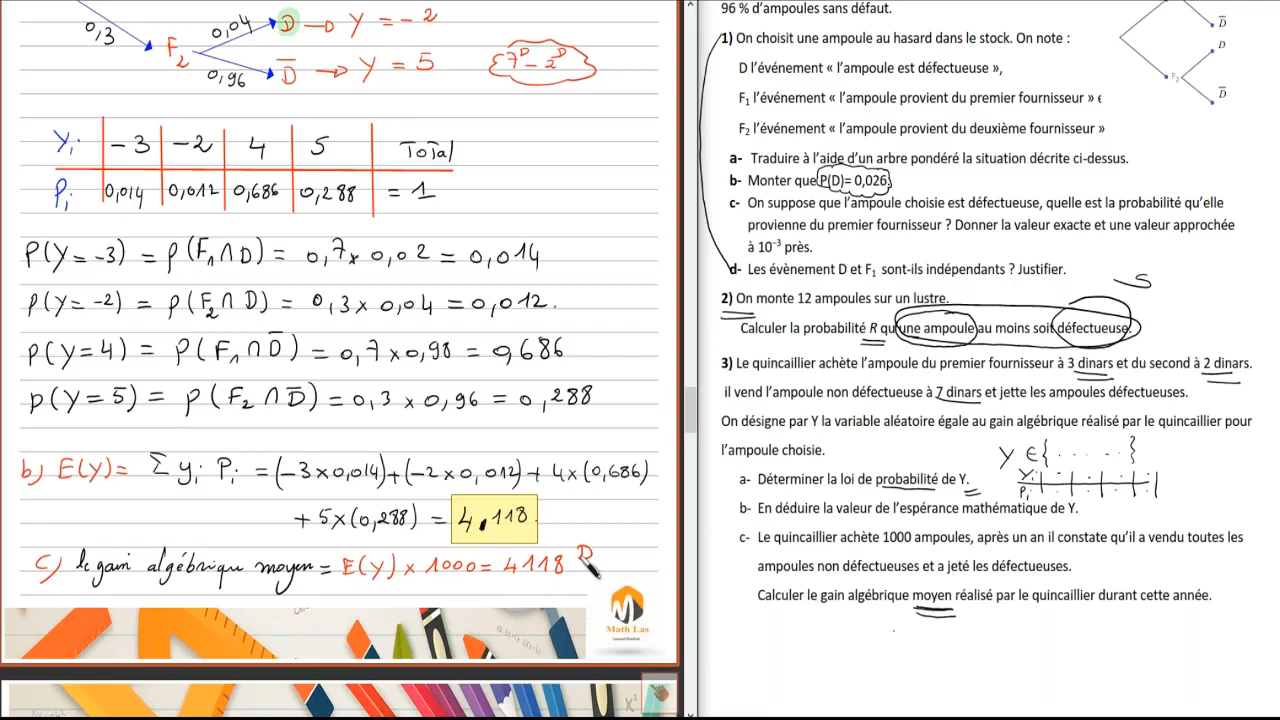 0,3
F2
0,04
D → Y = -2
0,96
D̅ → Y = 5
7ᴰ - 2ᴰ
Yi -3 -2 4 5 Total
Pi 0,014 0,012 0,686 0,288 = 1
P(Y=-3) = P(F1 ∩ D) = 0,7 × 0,02 = 0,014
P(Y=-2) = P(F2 ∩ D) = 0,3 × 0,04 = 0,012.
P(Y=4) = P(F1 ∩ D̅) = 0,7 × 0,98 = 0,686
P(Y=5) = P(F2 ∩ D̅) = 0,3 × 0,96 = 0,288
b) E(Y) = Σ yi Pi = (-3 × 0,014) + (-2 × 0,012) + 4 × (0,686)
+ 5 × (0,288) = 4,118
c) le gain algébrique moyen = E(Y) × 1000 = 4118 D
Math Las
96 % d'ampoules sans défaut.
1) On choisit une ampoule au hasard dans le stock. On note :
D l'événement « l'ampoule est défectueuse »,
F1 l'événement « l'ampoule provient du premier fournisseur » e
F2 l'événement « l'ampoule provient du deuxième fournisseur »
a- Traduire à l'aide d'un arbre pondéré la situation décrite ci-dessus.
b- Monter que P(D)= 0,026.
c- On suppose que l'ampoule choisie est défectueuse, quelle est la probabilité qu'elle
provienne du premier fournisseur ? Donner la valeur exacte et une valeur approchée
à 10⁻³ près.
d- Les évènement D et F1 sont-ils indépendants ? Justifier.
2) On monte 12 ampoules sur un lustre.
S
Calculer la probabilité R qu'une ampoule au moins soit défectueuse.
3) Le quincaillier achète l'ampoule du premier fournisseur à 3 dinars et du second à 2 dinars.
il vend l'ampoule non défectueuse à 7 dinars et jette les ampoules défectueuses.
On désigne par Y la variable aléatoire égale au gain algébrique réalisé par le quincaillier pour
l'ampoule choisie.
Y ∈ { ..... }
a- Déterminer la loi de probabilité de Y.
Yi
Pi
b- En déduire la valeur de l'espérance mathématique de Y.
c- Le quincaillier achète 1000 ampoules, après un an il constate qu'il a vendu toutes les
ampoules non défectueuses et a jeté les défectueuses.
Calculer le gain algébrique moyen réalisé par le quincaillier durant cette année.
D̅
D
F2
D̅